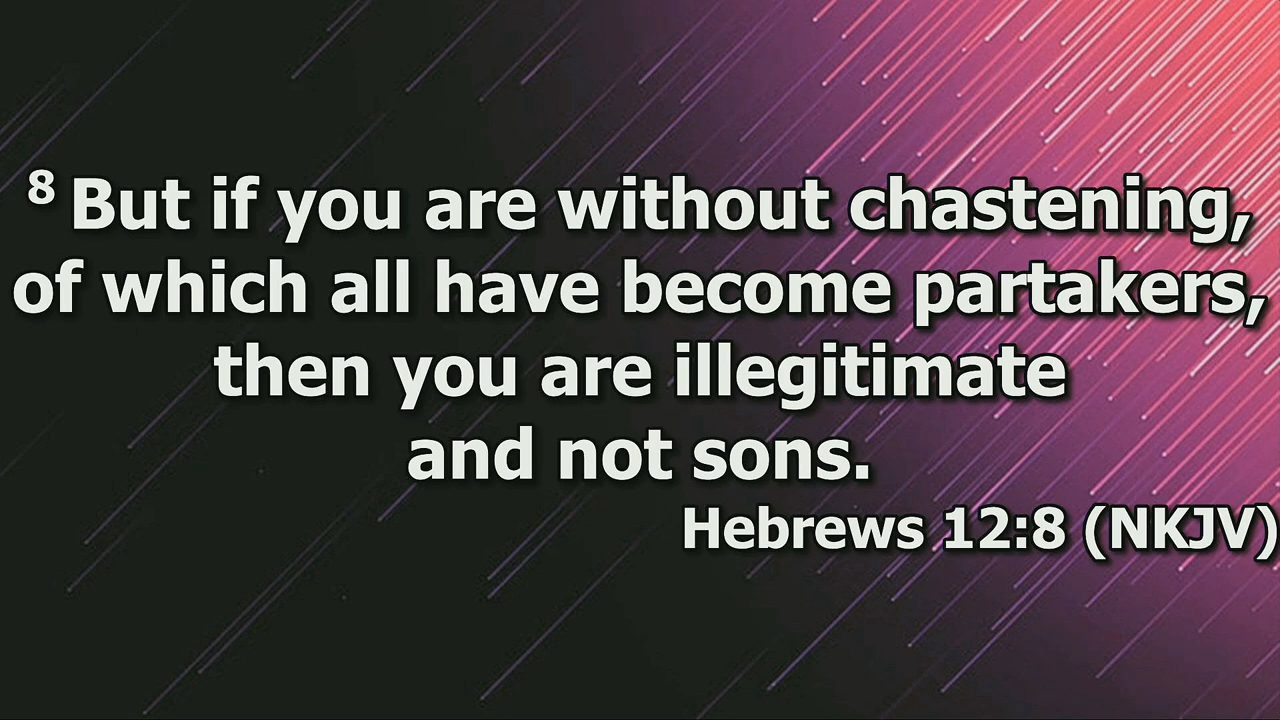 8 But if you are without chastening,
of which all have become partakers,
then you are illegitimate
and not sons.
Hebrews 12:8 (NKJV)